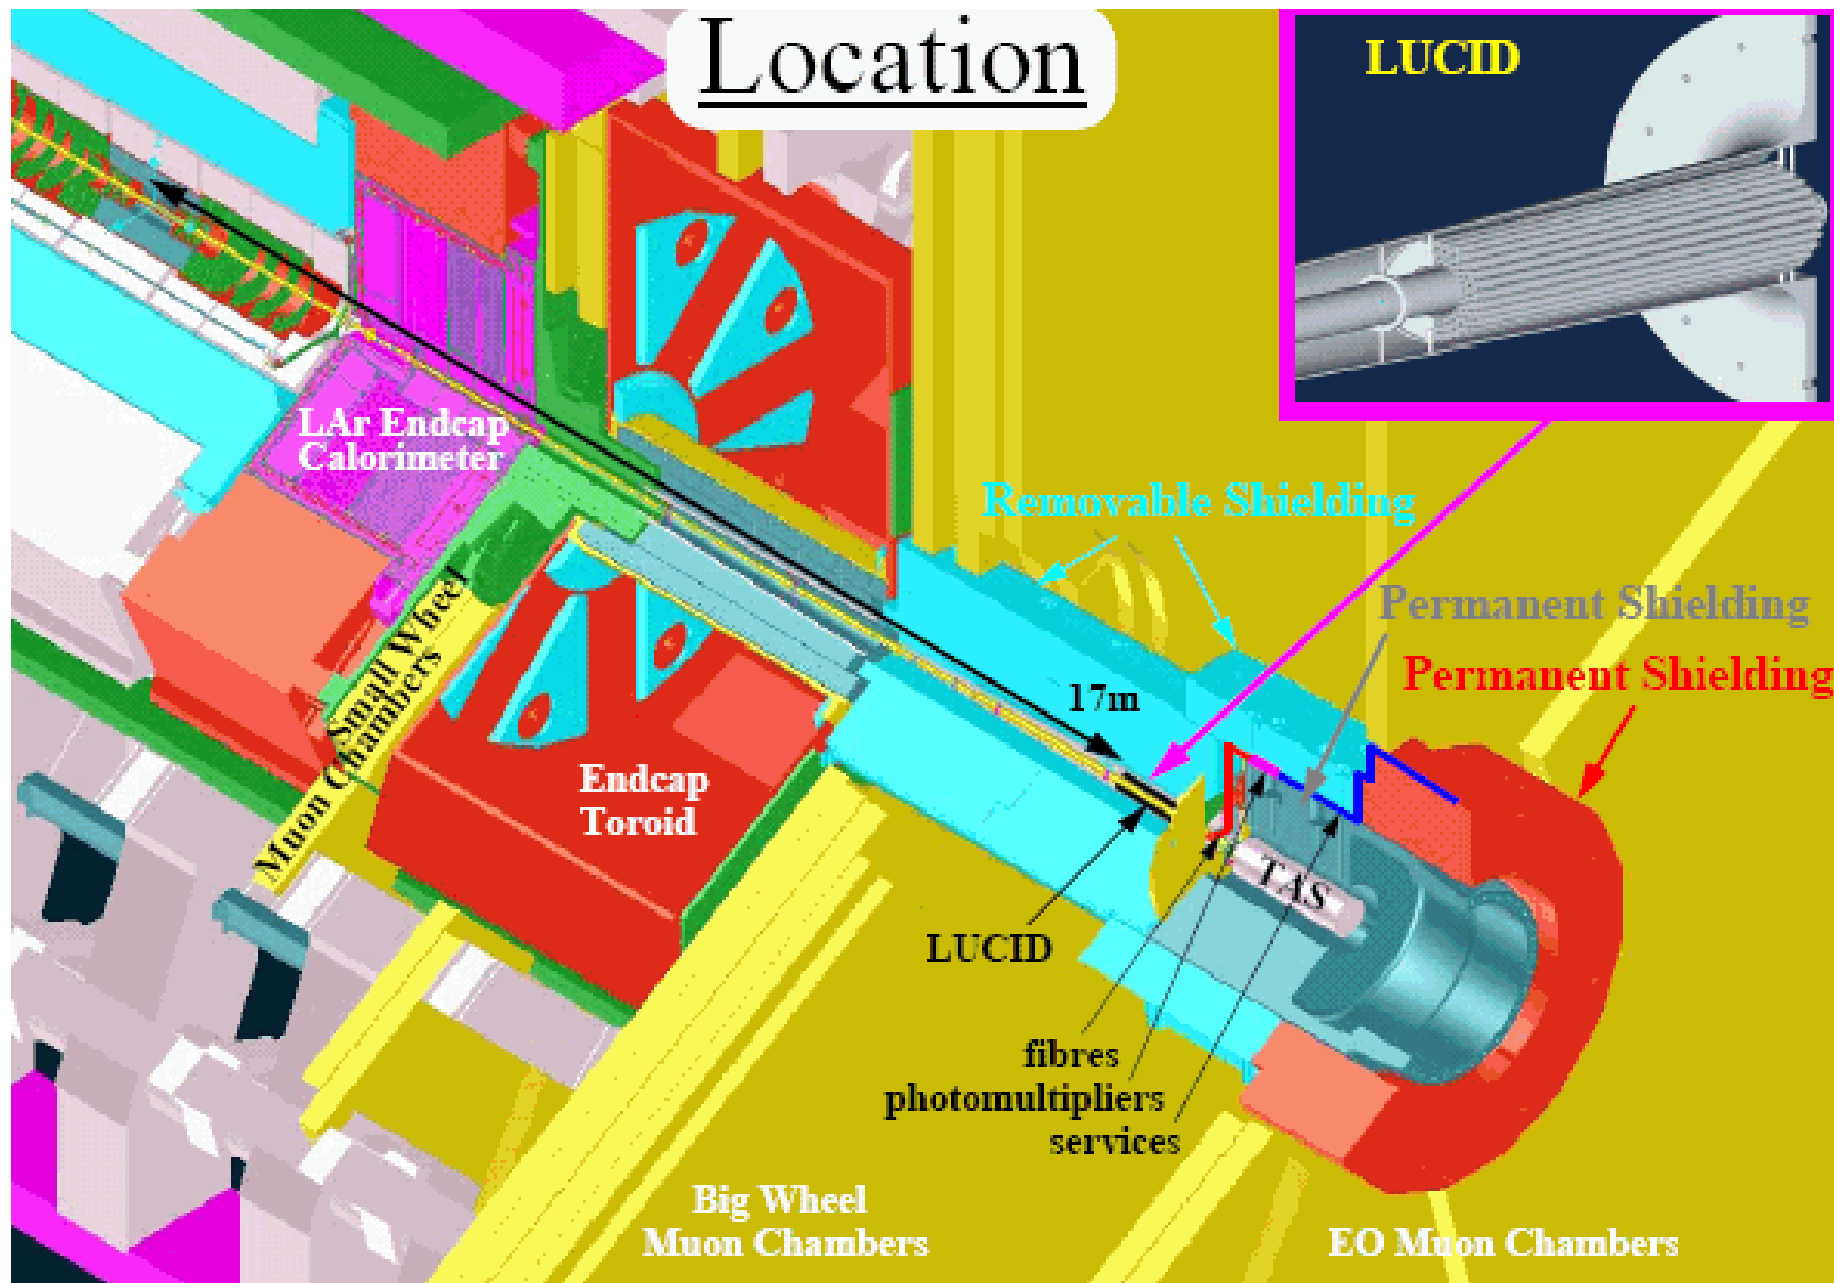 Location
LUCID
LAr Endcap
Calorimeter
Removable Shielding
Permanent Shielding
Permanent Shielding
Small Wheel
Muon Chambers
17m
Endcap
Toroid
TAS
LUCID
fibres
photomultipliers
services
Big Wheel
Muon Chambers
EO Muon Chambers